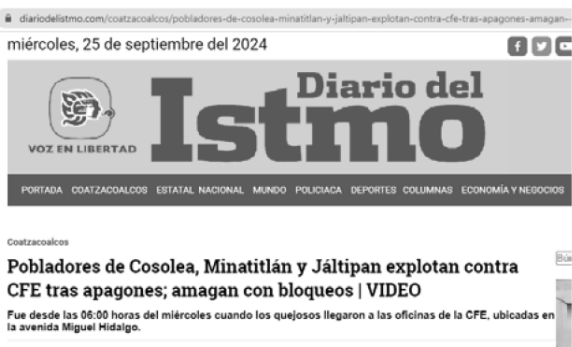 diariodelistmo.com/coatzacoalcos/pobladores-de-cosolea-minatitlan-y-jaltipan-explotan-contra-cfe-tras-apagones-amagan-
miércoles, 25 de septiembre del 2024
Diario del
Istmo
VOZ EN LIBERTAD
PORTADA COATZACOALCOS ESTATAL NACIONAL MUNDO POLICIACA DEPORTES COLUMNAS ECONOMÍA Y NEGOCIOS
Coatzacoalcos
Pobladores de Cosolea, Minatitlán y Jáltipan explotan contra
CFE tras apagones; amagan con bloqueos | VIDEO
Fue desde las 06:00 horas del miércoles cuando los quejosos llegaron a las oficinas de la CFE, ubicadas en
la avenida Miguel Hidalgo.